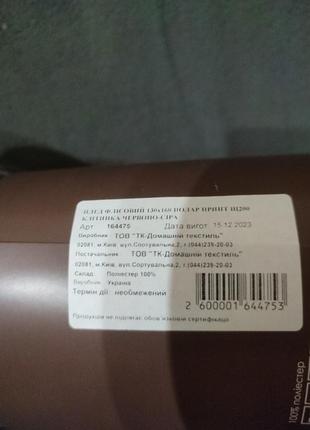 ПЛЕД ФЛІСОВИЙ 130х160 ПОЛАР ПРИНТ Щ200
КЛІТИНКА ЧЕРВОНО-СІРА
Арт 164475 Дата вигот 15.12.2023
Виробник ТОВ "ТК-Домашній текстиль"
02081, м.Київ, вул.Сортувальна,2, т.(044)239-20-03
Постачальник ТОВ "ТК-Домашній текстиль"
02081, м.Київ, вул.Сортувальна,2, т.(044)239-20-03
Склад Поліестер 100%
Виробник Україна
Термін дії: необмежений
2 600001 644753
Продукція не підлягає обов`язковій сертифікації
100% поліестер